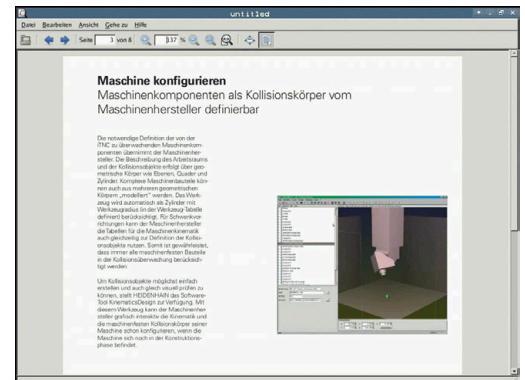 untitled
Datei Bearbeiten Ansicht Gehe zu Hilfe
Seite 3 von 8 137 %
Maschine konfigurieren
Maschinenkomponenten als Kollisionskörper vom
Maschinenhersteller definierbar
Die notwendige Definition der von der
iTNC zu überwachenden Maschinenkom-
ponenten übernimmt der Maschinenher-
steller. Die Beschreibung des Arbeitsraums
und der Kollisionsobjekte erfolgt über geo-
metrische Körper wie Ebenen, Quader und
Zylinder. Komplexe Maschinenbauteile kön-
nen auch aus mehreren geometrischen
Körpern „modelliert“ werden. Das Werk-
zeug wird automatisch als Zylinder mit
Werkzeugradius (in der Werkzeug-Tabelle
definiert) berücksichtigt. Für Schwenkvor-
richtungen kann der Maschinenhersteller
die Tabellen für die Maschinenkinematik
auch gleichzeitig zur Definition der Kollisi-
onsobjekte nutzen. Somit ist gewährleistet,
dass immer alle maschinenfesten Bauteile
in der Kollisionsüberwachung berücksich-
tigt werden.
Um Kollisionsobjekte möglichst einfach
erstellen und auch gleich visuell prüfen zu
können, stellt HEIDENHAIN das Software-
Tool KinematicsDesign zur Verfügung. Mit
diesem Werkzeug kann der Maschinenher-
steller grafisch interaktiv die Kinematik und
die maschinenfesten Kollisionskörper seiner
Maschine schon konfigurieren, wenn die
Maschine sich noch in der Konstruktions-
phase befindet.